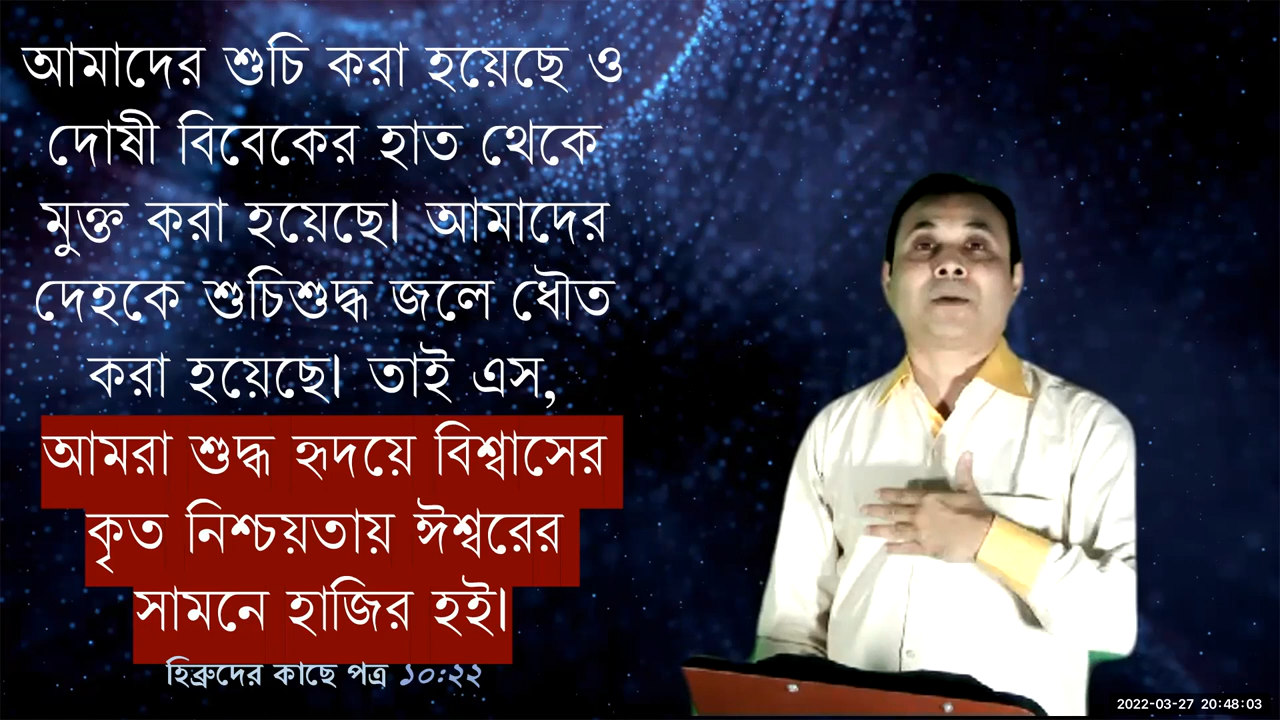 আমাদের শুচি করা হয়েছে ও
দোষী বিবেকের হাত থেকে
মুক্ত করা হয়েছে। আমাদের
দেহকে শুচিশুদ্ধ জলে ধৌত
করা হয়েছে। তাই এস,
আমরা শুদ্ধ হৃদয়ে বিশ্বাসের
কৃত নিশ্চয়তায় ঈশ্বরের
সামনে হাজির হই।
হিব্রুদের কাছে পত্র ১০:২২
2022-03-27 20:48:03